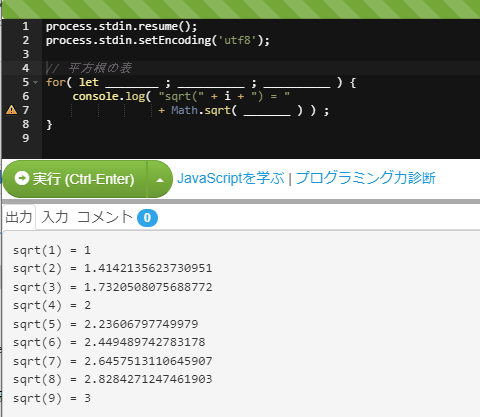 1 process.stdin.resume();
2 process.stdin.setEncoding('utf8');
3
4 // 平方根の表
5 for( let _______ ; _________ ; _________ ) {
6 console.log( "sqrt(" + i + ") = "
7 + Math.sqrt( ______ ) ) ;
8 }
9
実行 (Ctrl-Enter) JavaScriptを学ぶ | プログラミング力診断
出力 入力 コメント 0
sqrt(1) = 1
sqrt(2) = 1.4142135623730951
sqrt(3) = 1.7320508075688772
sqrt(4) = 2
sqrt(5) = 2.23606797749979
sqrt(6) = 2.449489742783178
sqrt(7) = 2.6457513110645907
sqrt(8) = 2.8284271247461903
sqrt(9) = 3